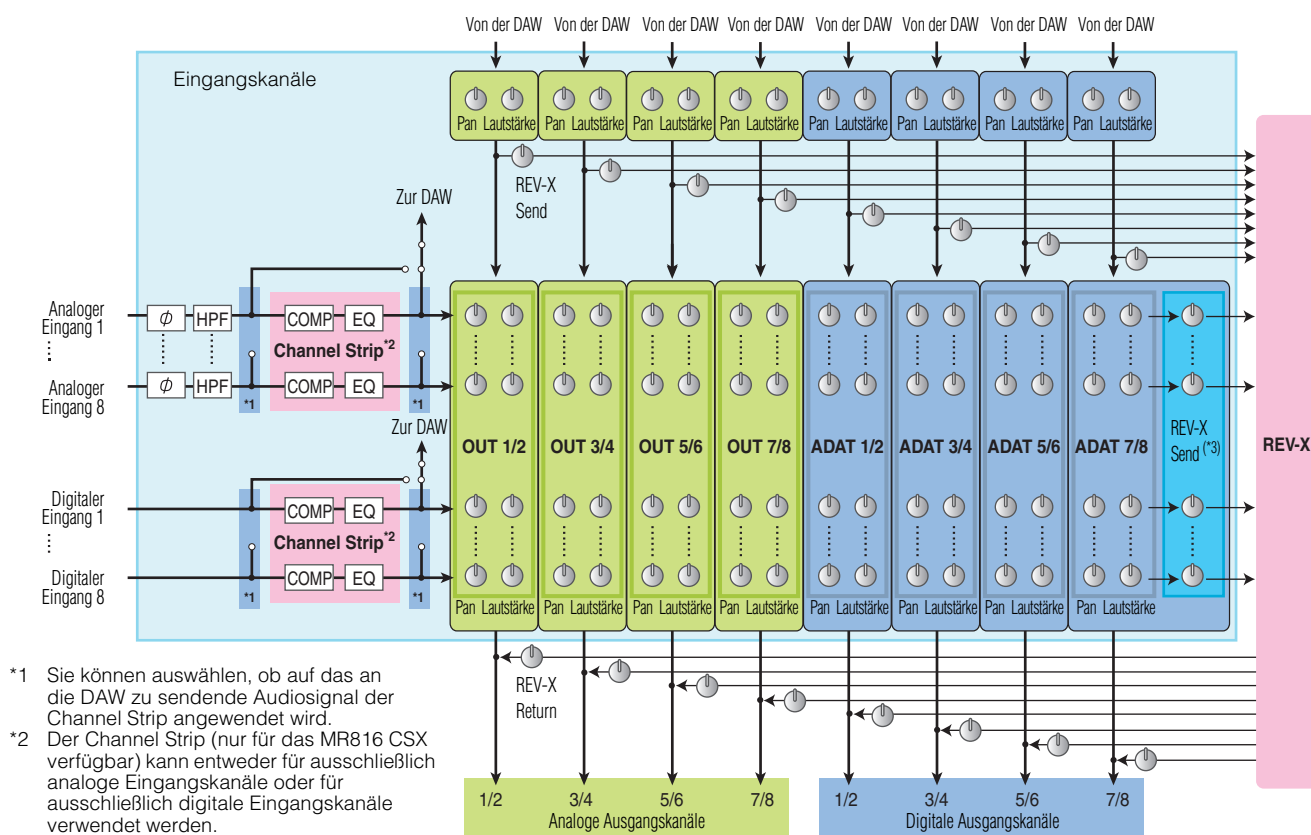 Von der DAW Von der DAW Von der DAW Von der DAW Von der DAW Von der DAW Von der DAW Von der DAW
Eingangskanäle
Pan Lautstärke Pan Lautstärke Pan Lautstärke Pan Lautstärke Pan Lautstärke Pan Lautstärke Pan Lautstärke Pan Lautstärke
REV-X
Send
Zur DAW
Analoger
Eingang 1
Φ HPF COMP EQ
Channel Strip*2
Analoger
Eingang 8
Φ HPF COMP EQ
*1 *1
Zur DAW
OUT 1/2 OUT 3/4 OUT 5/6 OUT 7/8 ADAT 1/2 ADAT 3/4 ADAT 5/6 ADAT 7/8
REV-X
Send (*3)
REV-X
Digitaler
Eingang 1
COMP EQ
Channel Strip*2
Digitaler
Eingang 8
COMP EQ
*1 *1
Pan Lautstärke Pan Lautstärke Pan Lautstärke Pan Lautstärke Pan Lautstärke Pan Lautstärke Pan Lautstärke Pan Lautstärke
REV-X
Return
*1 Sie können auswählen, ob auf das an
die DAW zu sendende Audiosignal der
Channel Strip angewendet wird.
*2 Der Channel Strip (nur für das MR816 CSX
verfügbar) kann entweder für ausschließlich
analoge Eingangskanäle oder für
ausschließlich digitale Eingangskanäle
verwendet werden.
1/2 3/4 5/6 7/8
Analoge Ausgangskanäle
1/2 3/4 5/6 7/8
Digitale Ausgangskanäle